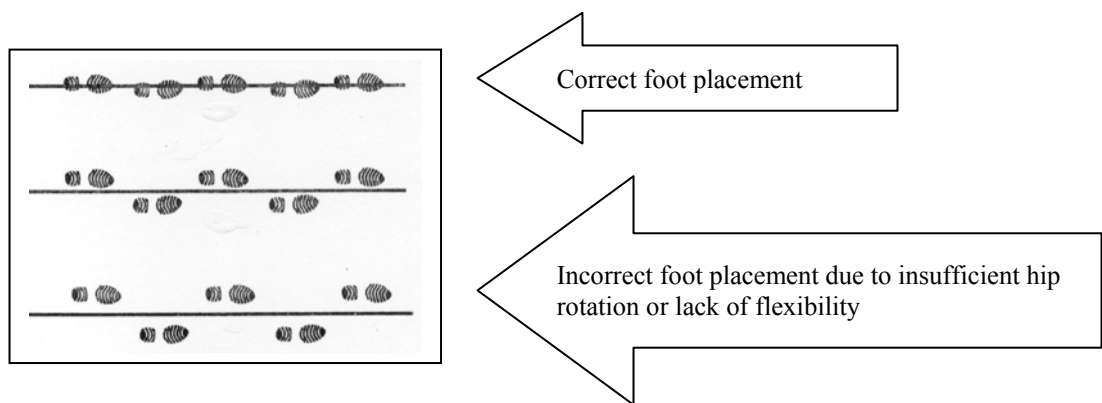 Correct foot placement
Incorrect foot placement due to insufficient hip
rotation or lack of flexibility